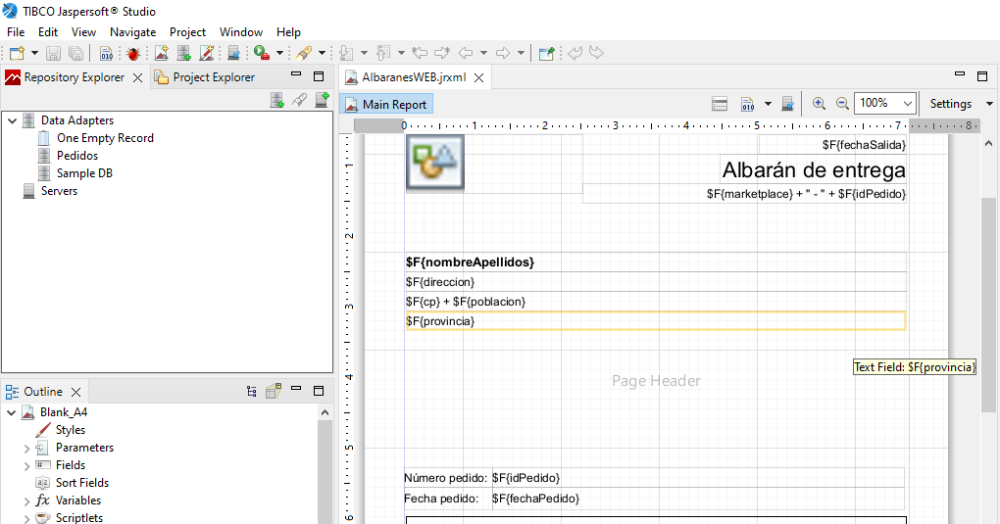 TIBCO Jaspersoft® Studio
File Edit View Navigate Project Window Help
Repository Explorer Project Explorer
Data Adapters
One Empty Record
Pedidos
Sample DB
Servers
Outline
Blank_A4
Styles
Parameters
Fields
Sort Fields
Variables
Scriptlets
AlbaranesWEB.jrxml
Main Report
100% Settings
0 1 2 3 4 5 6 7 8
1
2
3
4
5
6
$F{fechaSalida}
Albarán de entrega
$F{marketplace} + " - " + $F{idPedido}
$F{nombreApellidos}
$F{direccion}
$F{cp} + $F{poblacion}
$F{provincia}
Text Field: $F{provincia}
Page Header
Número pedido: $F{idPedido}
Fecha pedido: $F{fechaPedido}